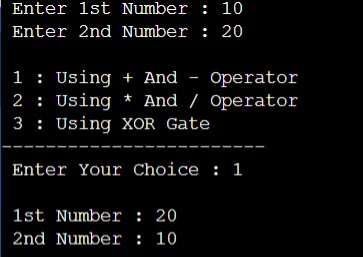 Enter 1st Number : 10
Enter 2nd Number : 20
1 : Using + And - Operator
2 : Using * And / Operator
3 : Using XOR Gate
------------------------
Enter Your Choice : 1
1st Number : 20
2nd Number : 10